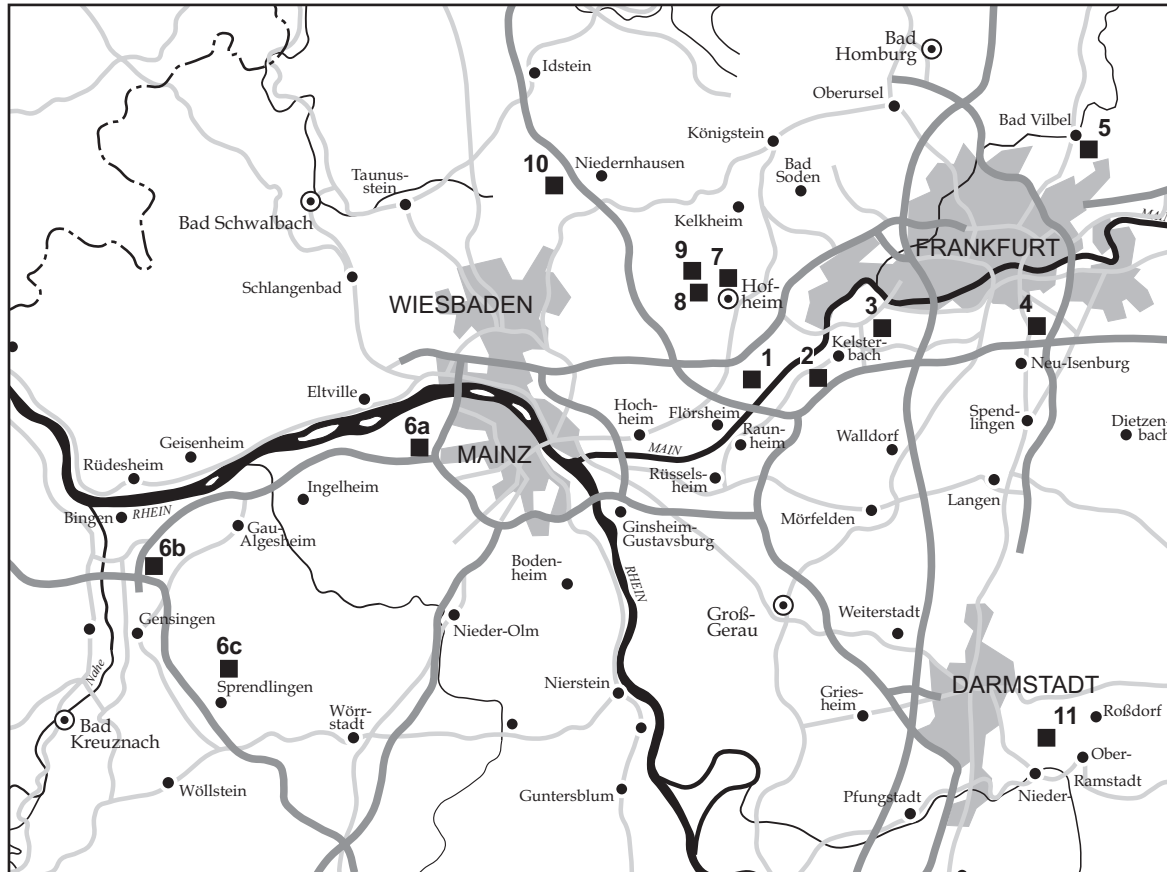 Bad
Homburg
Idstein
Oberursel
Bad Vilbel
5
Königstein
10
Niedernhausen
Bad
Soden
Taunus-
stein
Bad Schwalbach
Kelkheim
MAIN
FRANKFURT
9
7
Schlangenbad
WIESBADEN
8
Hof-
heim
3
4
Kelster-
bach
1
2
Neu-Isenburg
Eltville
6a
Hoch-
heim
Flörsheim
Raun-
heim
Spend-
lingen
Dietzen-
bach
Walldorf
Geisenheim
MAINZ
MAIN
Rüdesheim
Ingelheim
Rüssels-
heim
Langen
Bingen
RHEIN
Gau-
Algesheim
Ginsheim-
Gustavsburg
Mörfelden
6b
Boden-
heim
RHEIN
Groß-
Gerau
Weiterstadt
Gensingen
Nieder-Olm
6c
Nahe
Sprendlingen
Nierstein
DARMSTADT
Gries-
heim
Roßdorf
11
Wörr-
stadt
Bad
Kreuznach
Ober-
Ramstadt
Wöllstein
Guntersblum
Pfungstadt
Nieder-